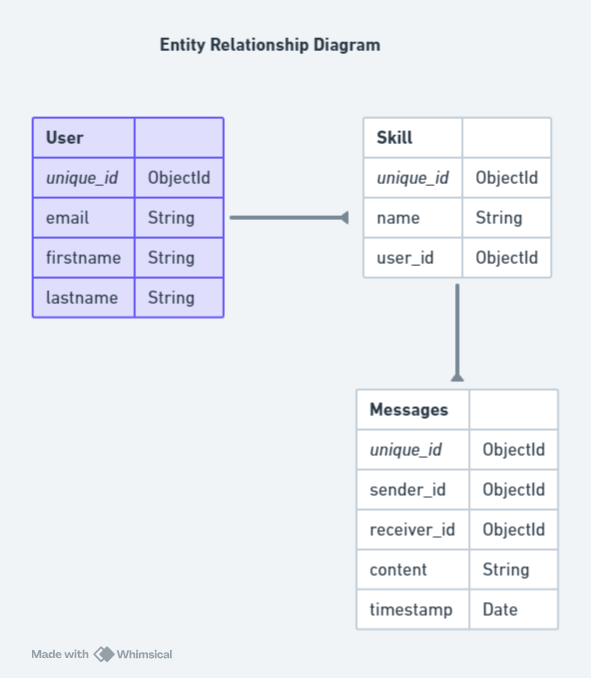 Entity Relationship Diagram
User
unique_id ObjectId
email String
firstname String
lastname String
Skill
unique_id ObjectId
name String
user_id ObjectId
Messages
unique_id ObjectId
sender_id ObjectId
receiver_id ObjectId
content String
timestamp Date
Made with Whimsical